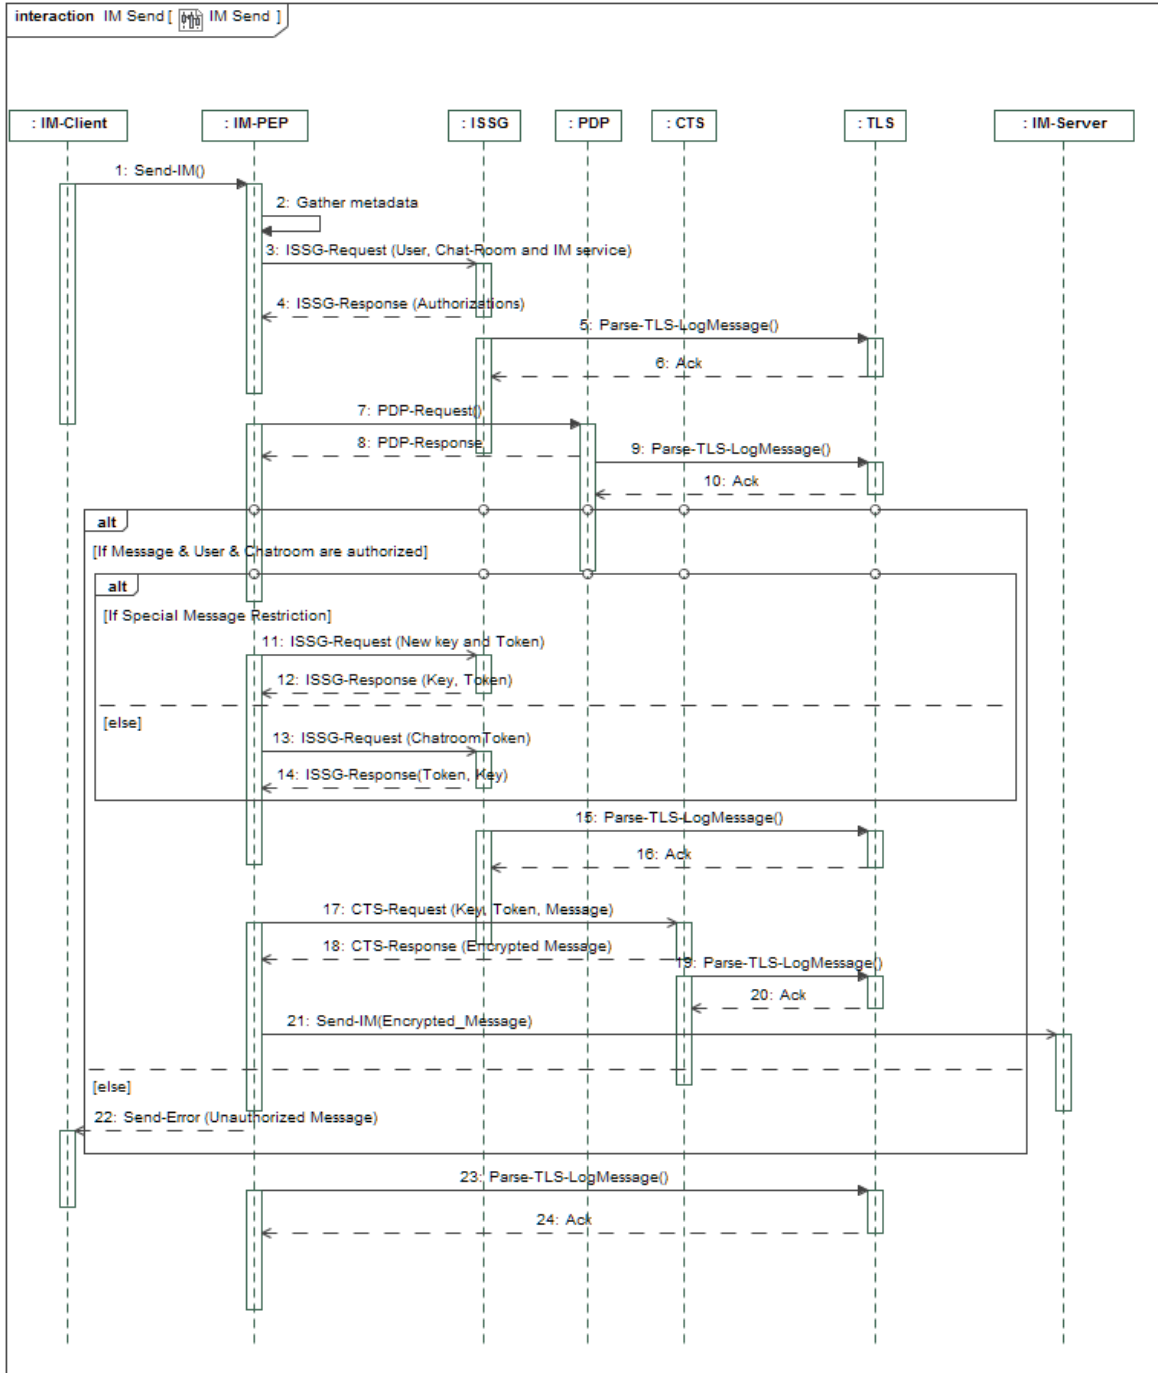 interaction IM Send [ IM Send ]
: IM-Client
: IM-PEP
: ISSG
: PDP
: CTS
: TLS
: IM-Server
1: Send-IM()
2: Gather metadata
3: ISSG-Request (User, Chat-Room and IM service)
4: ISSG-Response (Authorizations)
5: Parse-TLS-LogMessage()
6: Ack
7: PDP-Request()
8: PDP-Response
9: Parse-TLS-LogMessage()
10: Ack
alt
[If Message & User & Chatroom are authorized]
alt
[If Special Message Restriction]
11: ISSG-Request (New key and Token)
12: ISSG-Response (Key, Token)
[else]
13: ISSG-Request (ChatroomToken)
14: ISSG-Response(Token, Key)
15: Parse-TLS-LogMessage()
16: Ack
17: CTS-Request (Key, Token, Message)
18: CTS-Response (Encrypted Message)
19: Parse-TLS-LogMessage()
20: Ack
21: Send-IM(Encrypted_Message)
[else]
22: Send-Error (Unauthorized Message)
23: Parse-TLS-LogMessage()
24: Ack